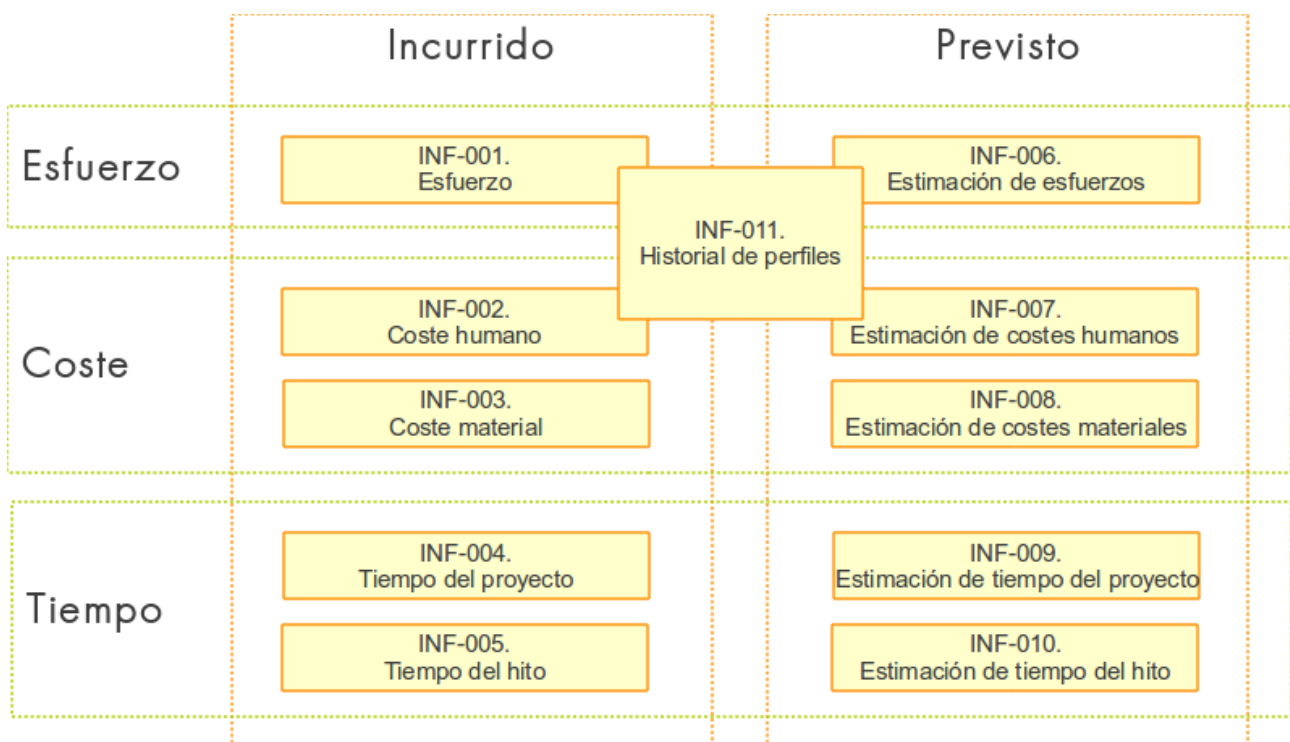 Incurrido
Previsto
Esfuerzo
INF-001.
Esfuerzo
INF-006.
Estimación de esfuerzos
INF-011.
Historial de perfiles
Coste
INF-002.
Coste humano
INF-007.
Estimación de costes humanos
INF-003.
Coste material
INF-008.
Estimación de costes materiales
Tiempo
INF-004.
Tiempo del proyecto
INF-009.
Estimación de tiempo del proyecto
INF-005.
Tiempo del hito
INF-010.
Estimación de tiempo del hito